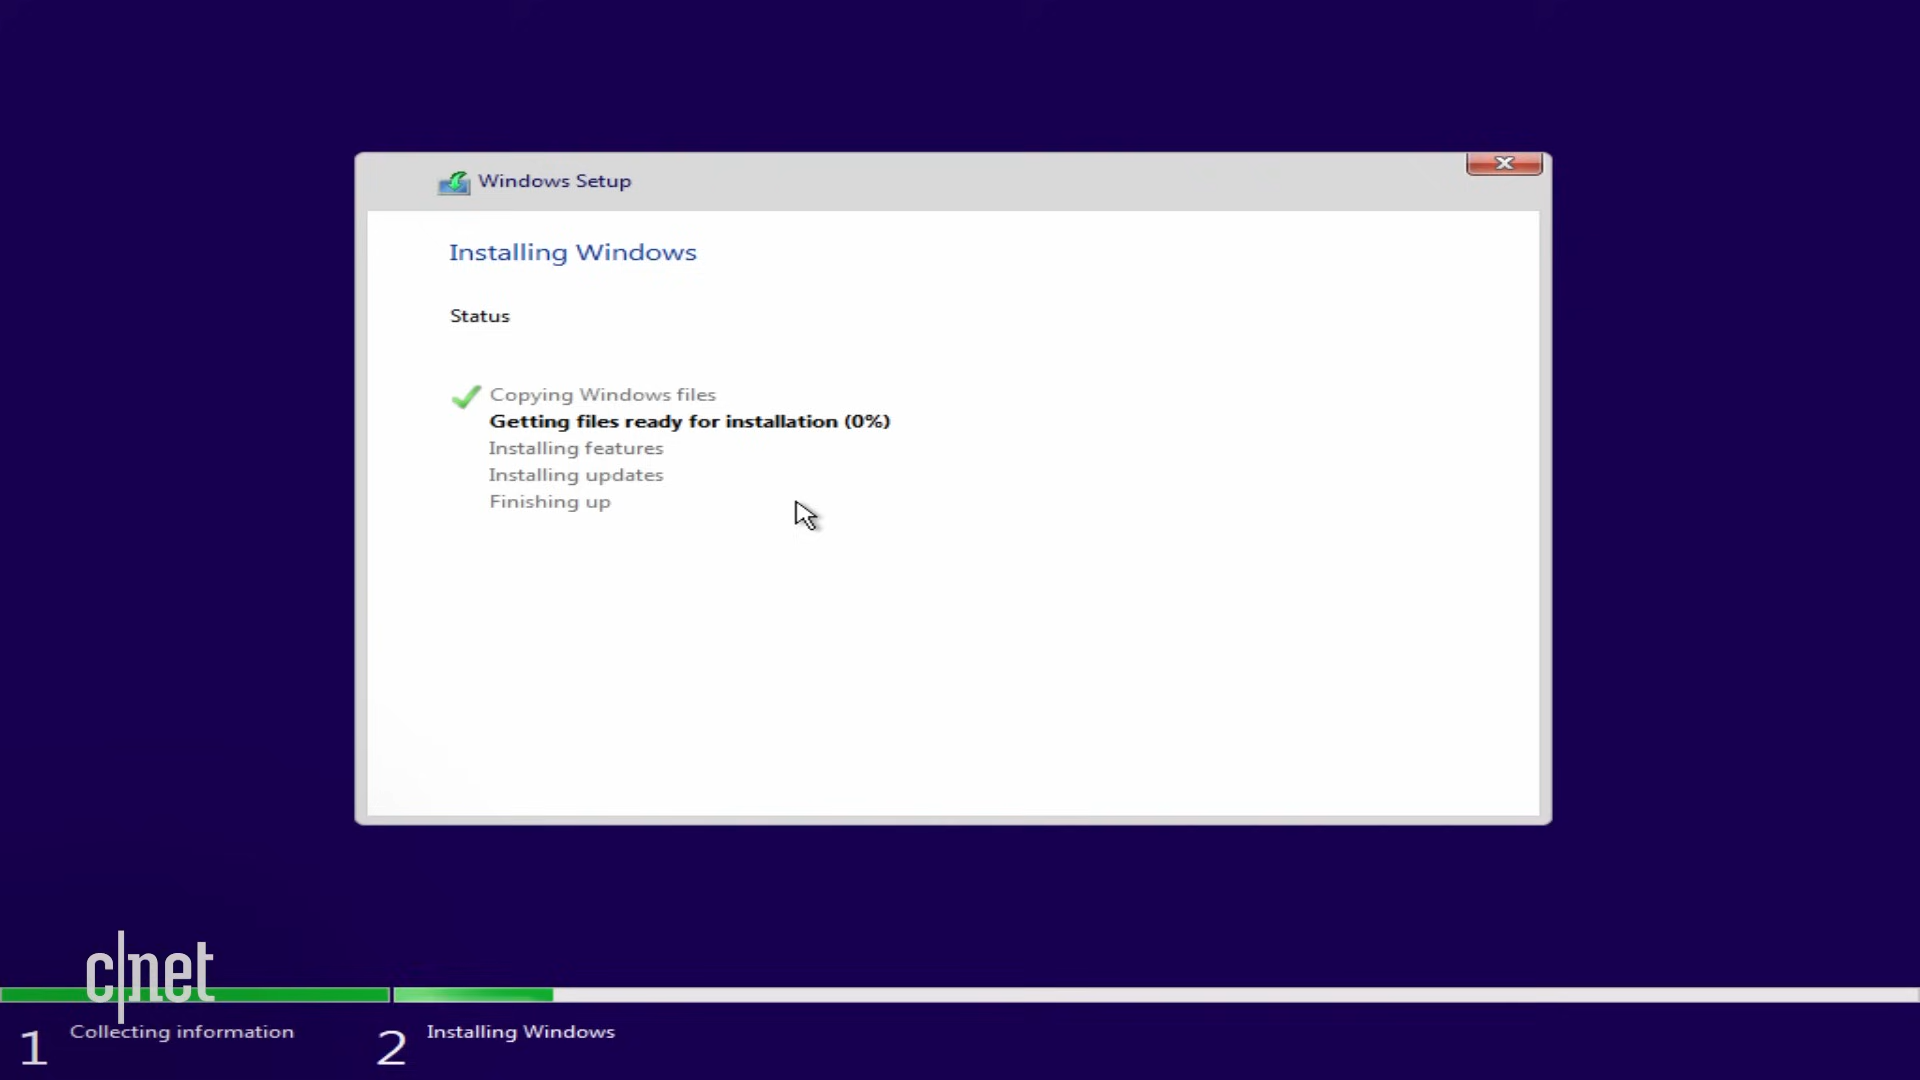 Windows Setup
Installing Windows
Status
Copying Windows files
Getting files ready for installation (0%)
Installing features
Installing updates
Finishing up
c|net
1 Collecting information
2 Installing Windows